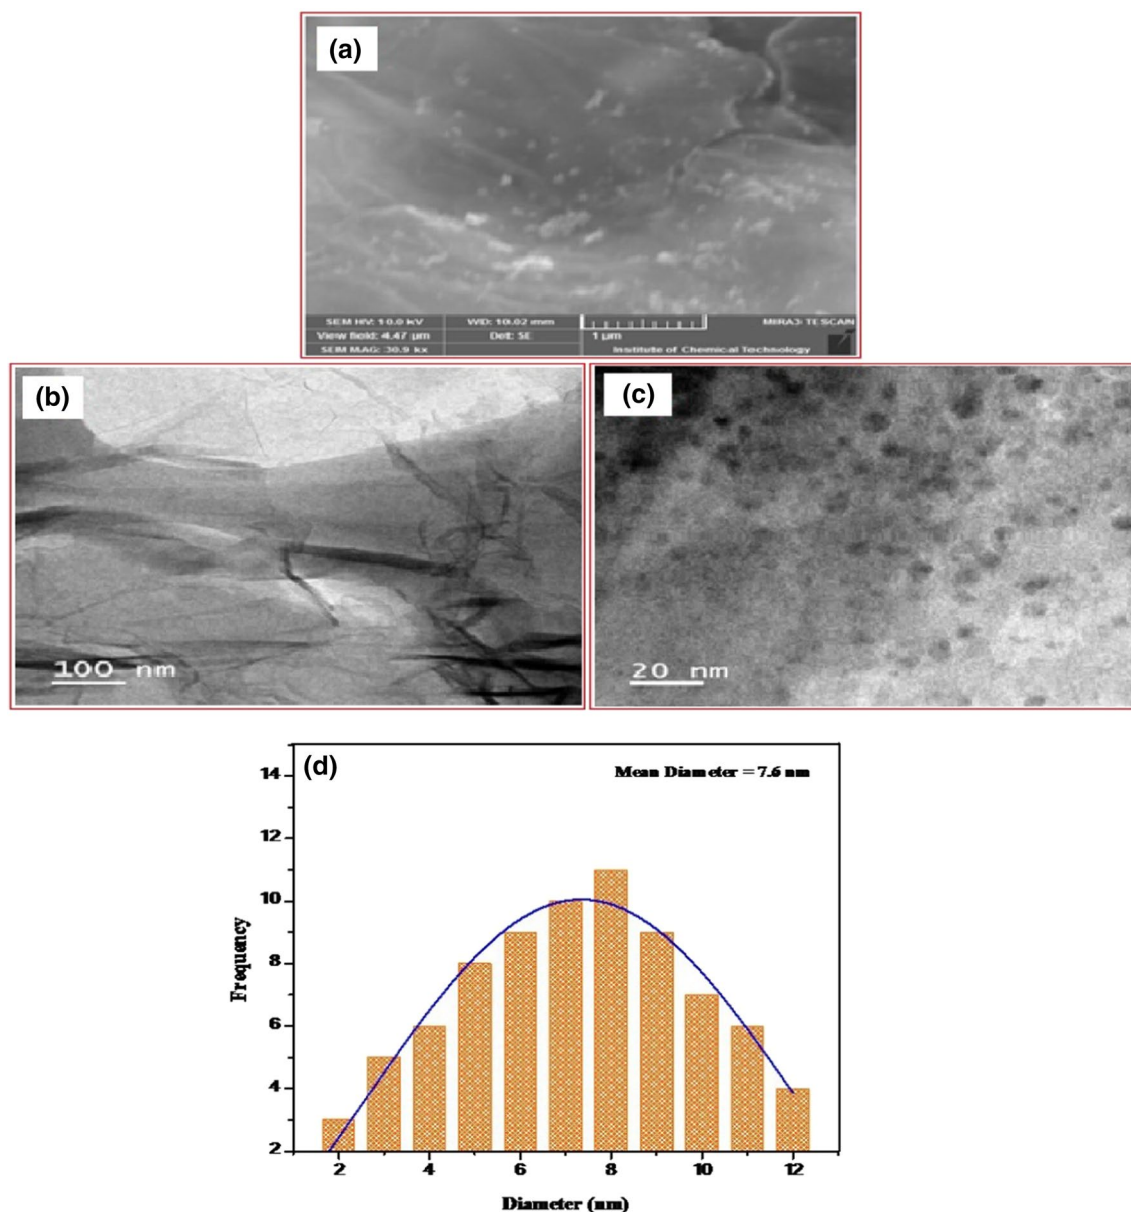 (a)
SEM HV: 10.0 kV WD: 10.02 mm MIRA3 TESCAN
View field: 4.47 µm Det: SE 1 µm
SEM MAG: 30.9 kx Institute of Chemical Technology
(b) (c)
100 nm 20 nm
(d)
Mean Diameter = 7.6 nm
14
12
10
8
6
4
2
Frequency
2 4 6 8 10 12
Diameter (nm)